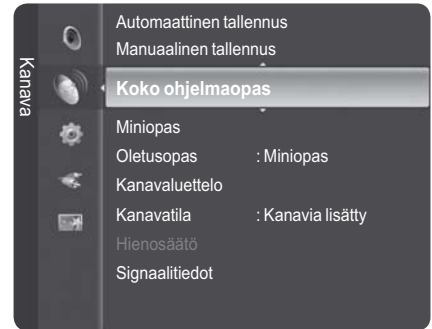 Kanava
Automaattinen tallennus
Manuaalinen tallennus
Koko ohjelmaopas
Miniopas
Oletusopas : Miniopas
Kanavaluettelo
Kanavatila : Kanavia lisätty
Hienosäätö
Signaalitiedot